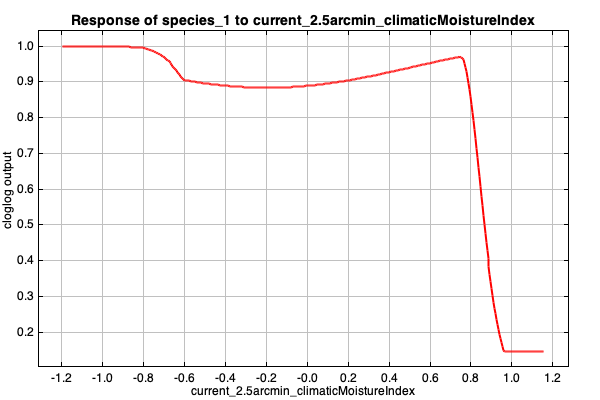 Response of species_1 to current_2.5arcmin_climaticMoistureIndex
cloglog output
1.0
0.9
0.8
0.7
0.6
0.5
0.4
0.3
0.2
-1.2 -1.0 -0.8 -0.6 -0.4 -0.2 -0.0 0.2 0.4 0.6 0.8 1.0 1.2
current_2.5arcmin_climaticMoistureIndex